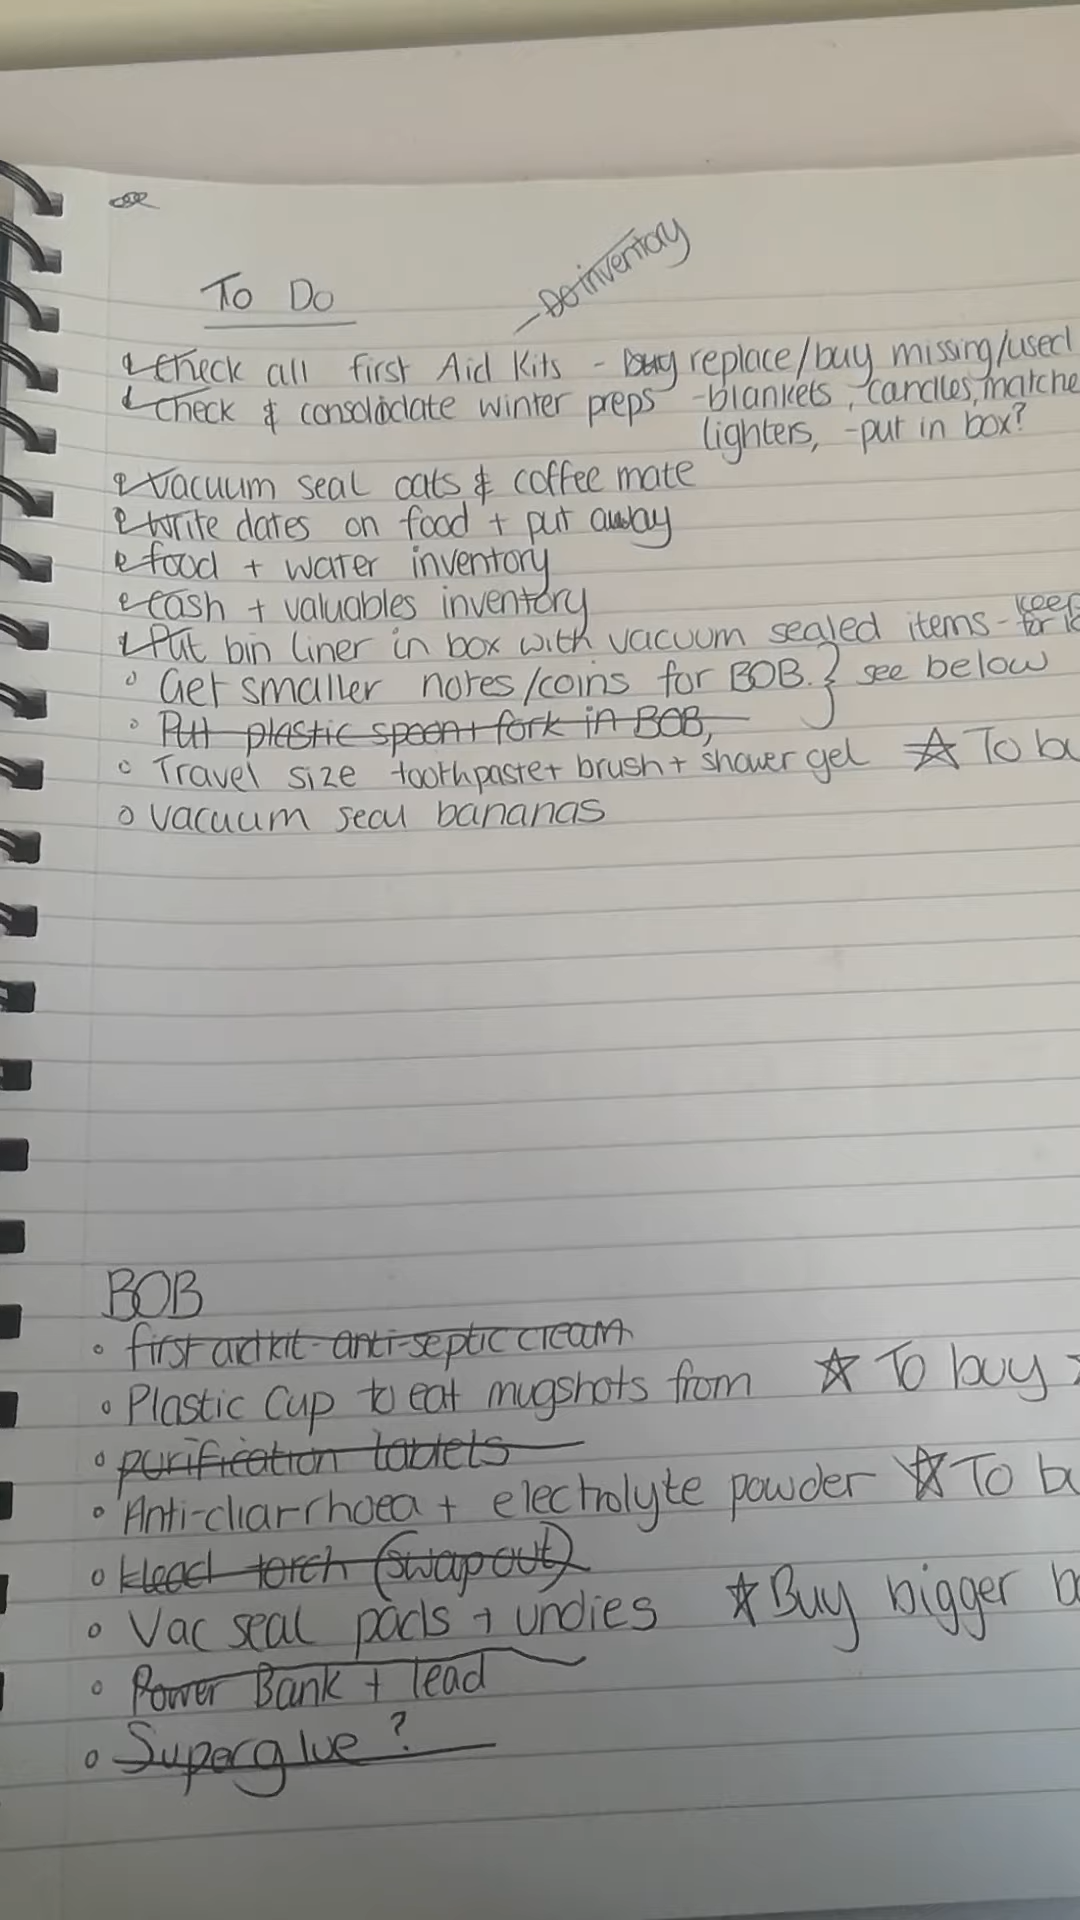 To Do
- Do inventory
Check all first Aid Kits - buy replace/buy missing/used
Check & consolidate winter preps - blankets, candles, matche
lighters, - put in box?
Vacuum seal oats & coffee mate
Write dates on food + put away
food + water inventory
Cash + valuables inventory
Put bin liner in box with vacuum sealed items - keep
for
Get smaller notes/coins for BOB. } see below
Put plastic spoon + fork in BOB,
Travel size toothpaste + brush + shower gel ☆ To bu
vacuum seal bananas
BOB
first aid kit - anti-septic cream
Plastic Cup to eat mugshots from ☆ To buy
purification tablets
Anti-diarrhoea + electrolyte powder ☆ To bu
Head torch (swap out)
Vac seal pads + undies ☆ Buy bigger b
Power Bank + lead
Superglue?